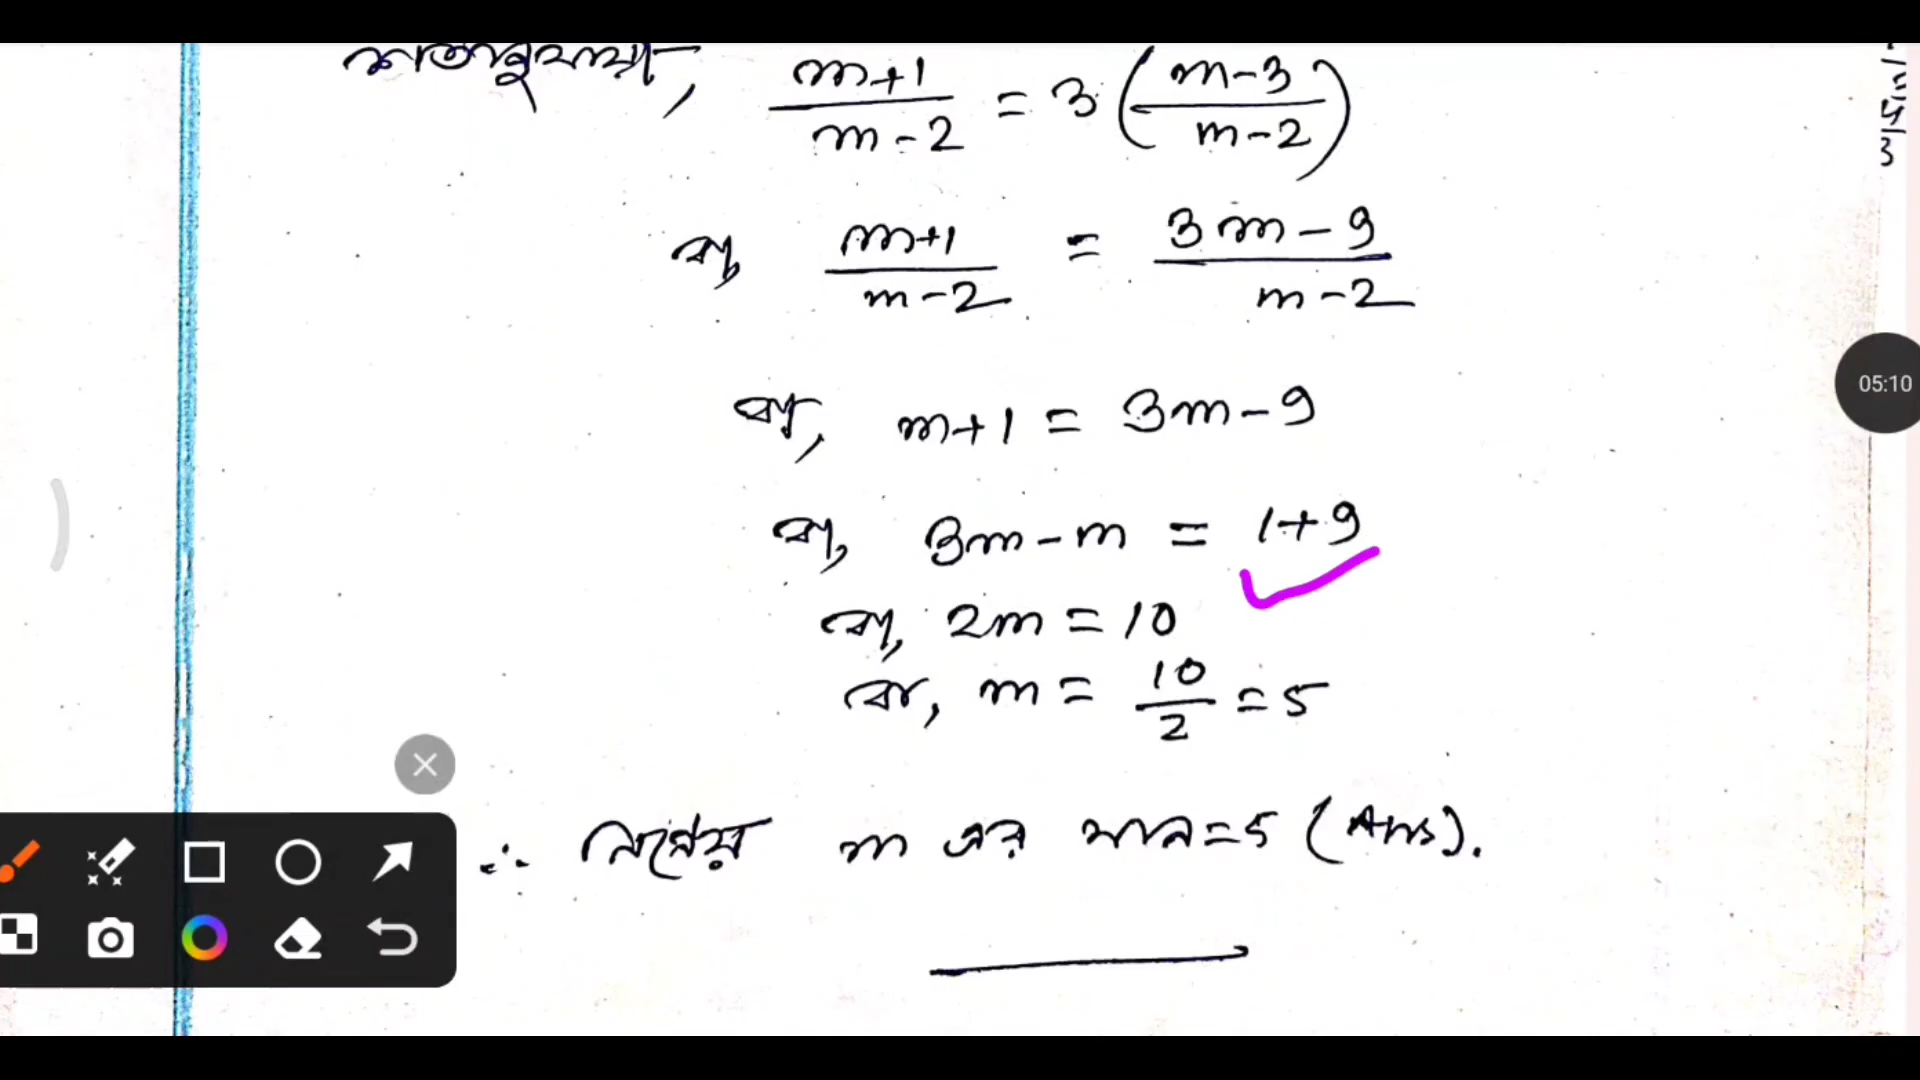 শর্তানুযায়ী, m+1/m-2 = 3(m-3/m-2)
বা, m+1/m-2 = 3m-9/m-2
বা, m+1 = 3m-9
বা, 3m-m = 1+9
বা, 2m = 10
বা, m = 10/2 = 5
∴ নির্ণেয় m এর মান = 5 (Ans).
05:10